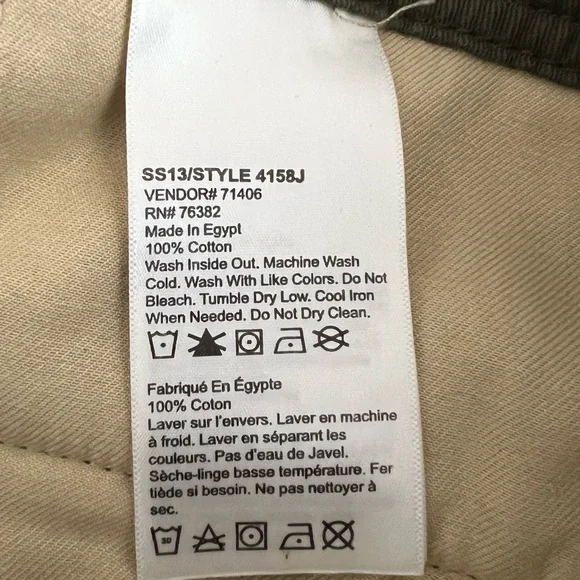 SS13/STYLE 4158J
VENDOR# 71406
RN# 76382
Made In Egypt
100% Cotton
Wash Inside Out. Machine Wash
Cold. Wash With Like Colors. Do Not
Bleach. Tumble Dry Low. Cool Iron
When Needed. Do Not Dry Clean.
Fabriqué En Égypte
100% Coton
Laver sur l'envers. Laver en machine
à froid. Laver en séparant les
couleurs. Pas d'eau de Javel.
Sèche-linge basse température. Fer
tiède si besoin. Ne pas nettoyer à
sec.
30